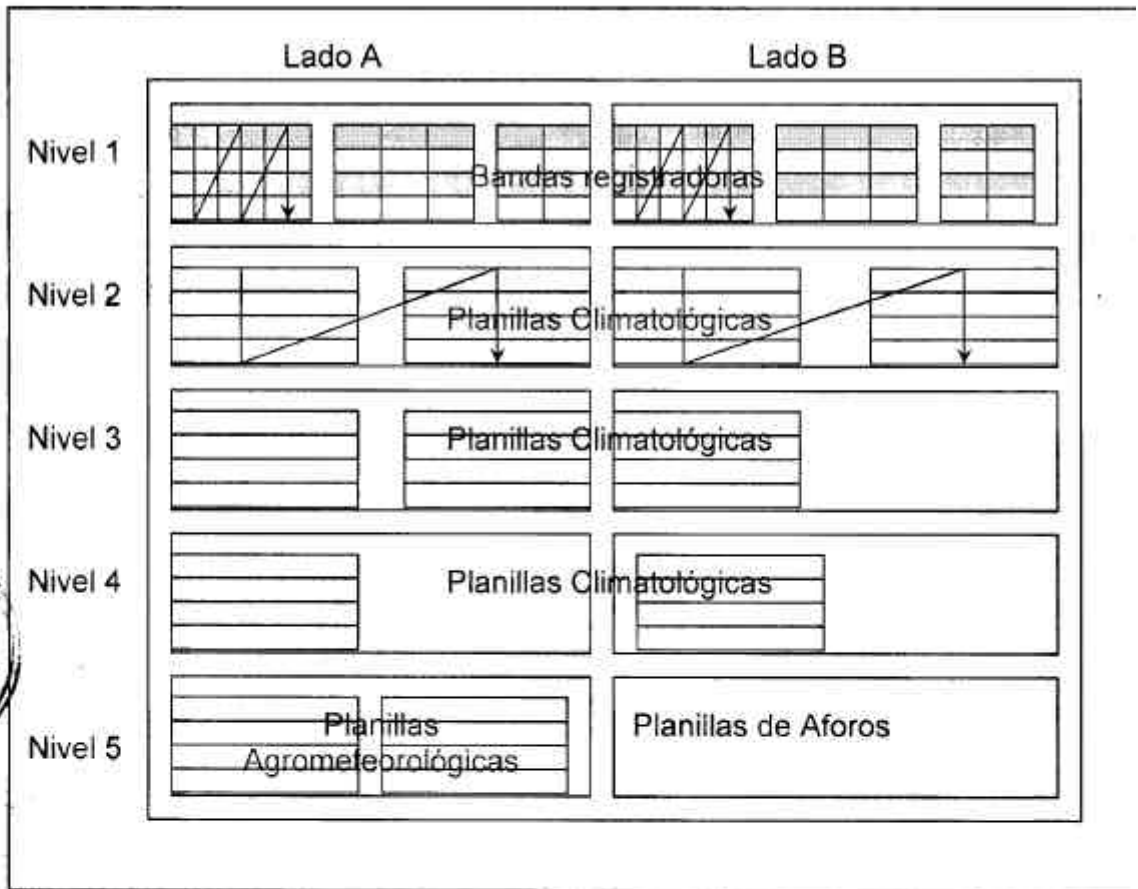 Lado A Lado B
Nivel 1
Bandas registradoras
Nivel 2
Planillas Climatológicas
Nivel 3
Planillas Climatológicas
Nivel 4
Planillas Climatológicas
Nivel 5
Planillas
Agrometeorológicas
Planillas de Aforos